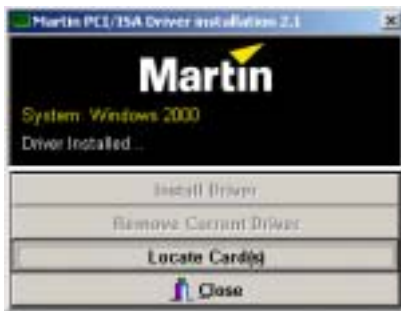 Martin PCI/ISA Driver installation 2.1
Martin
System: Windows 2000
Driver Installed...
Install Driver
Remove Current Driver
Locate Card(s)
Close